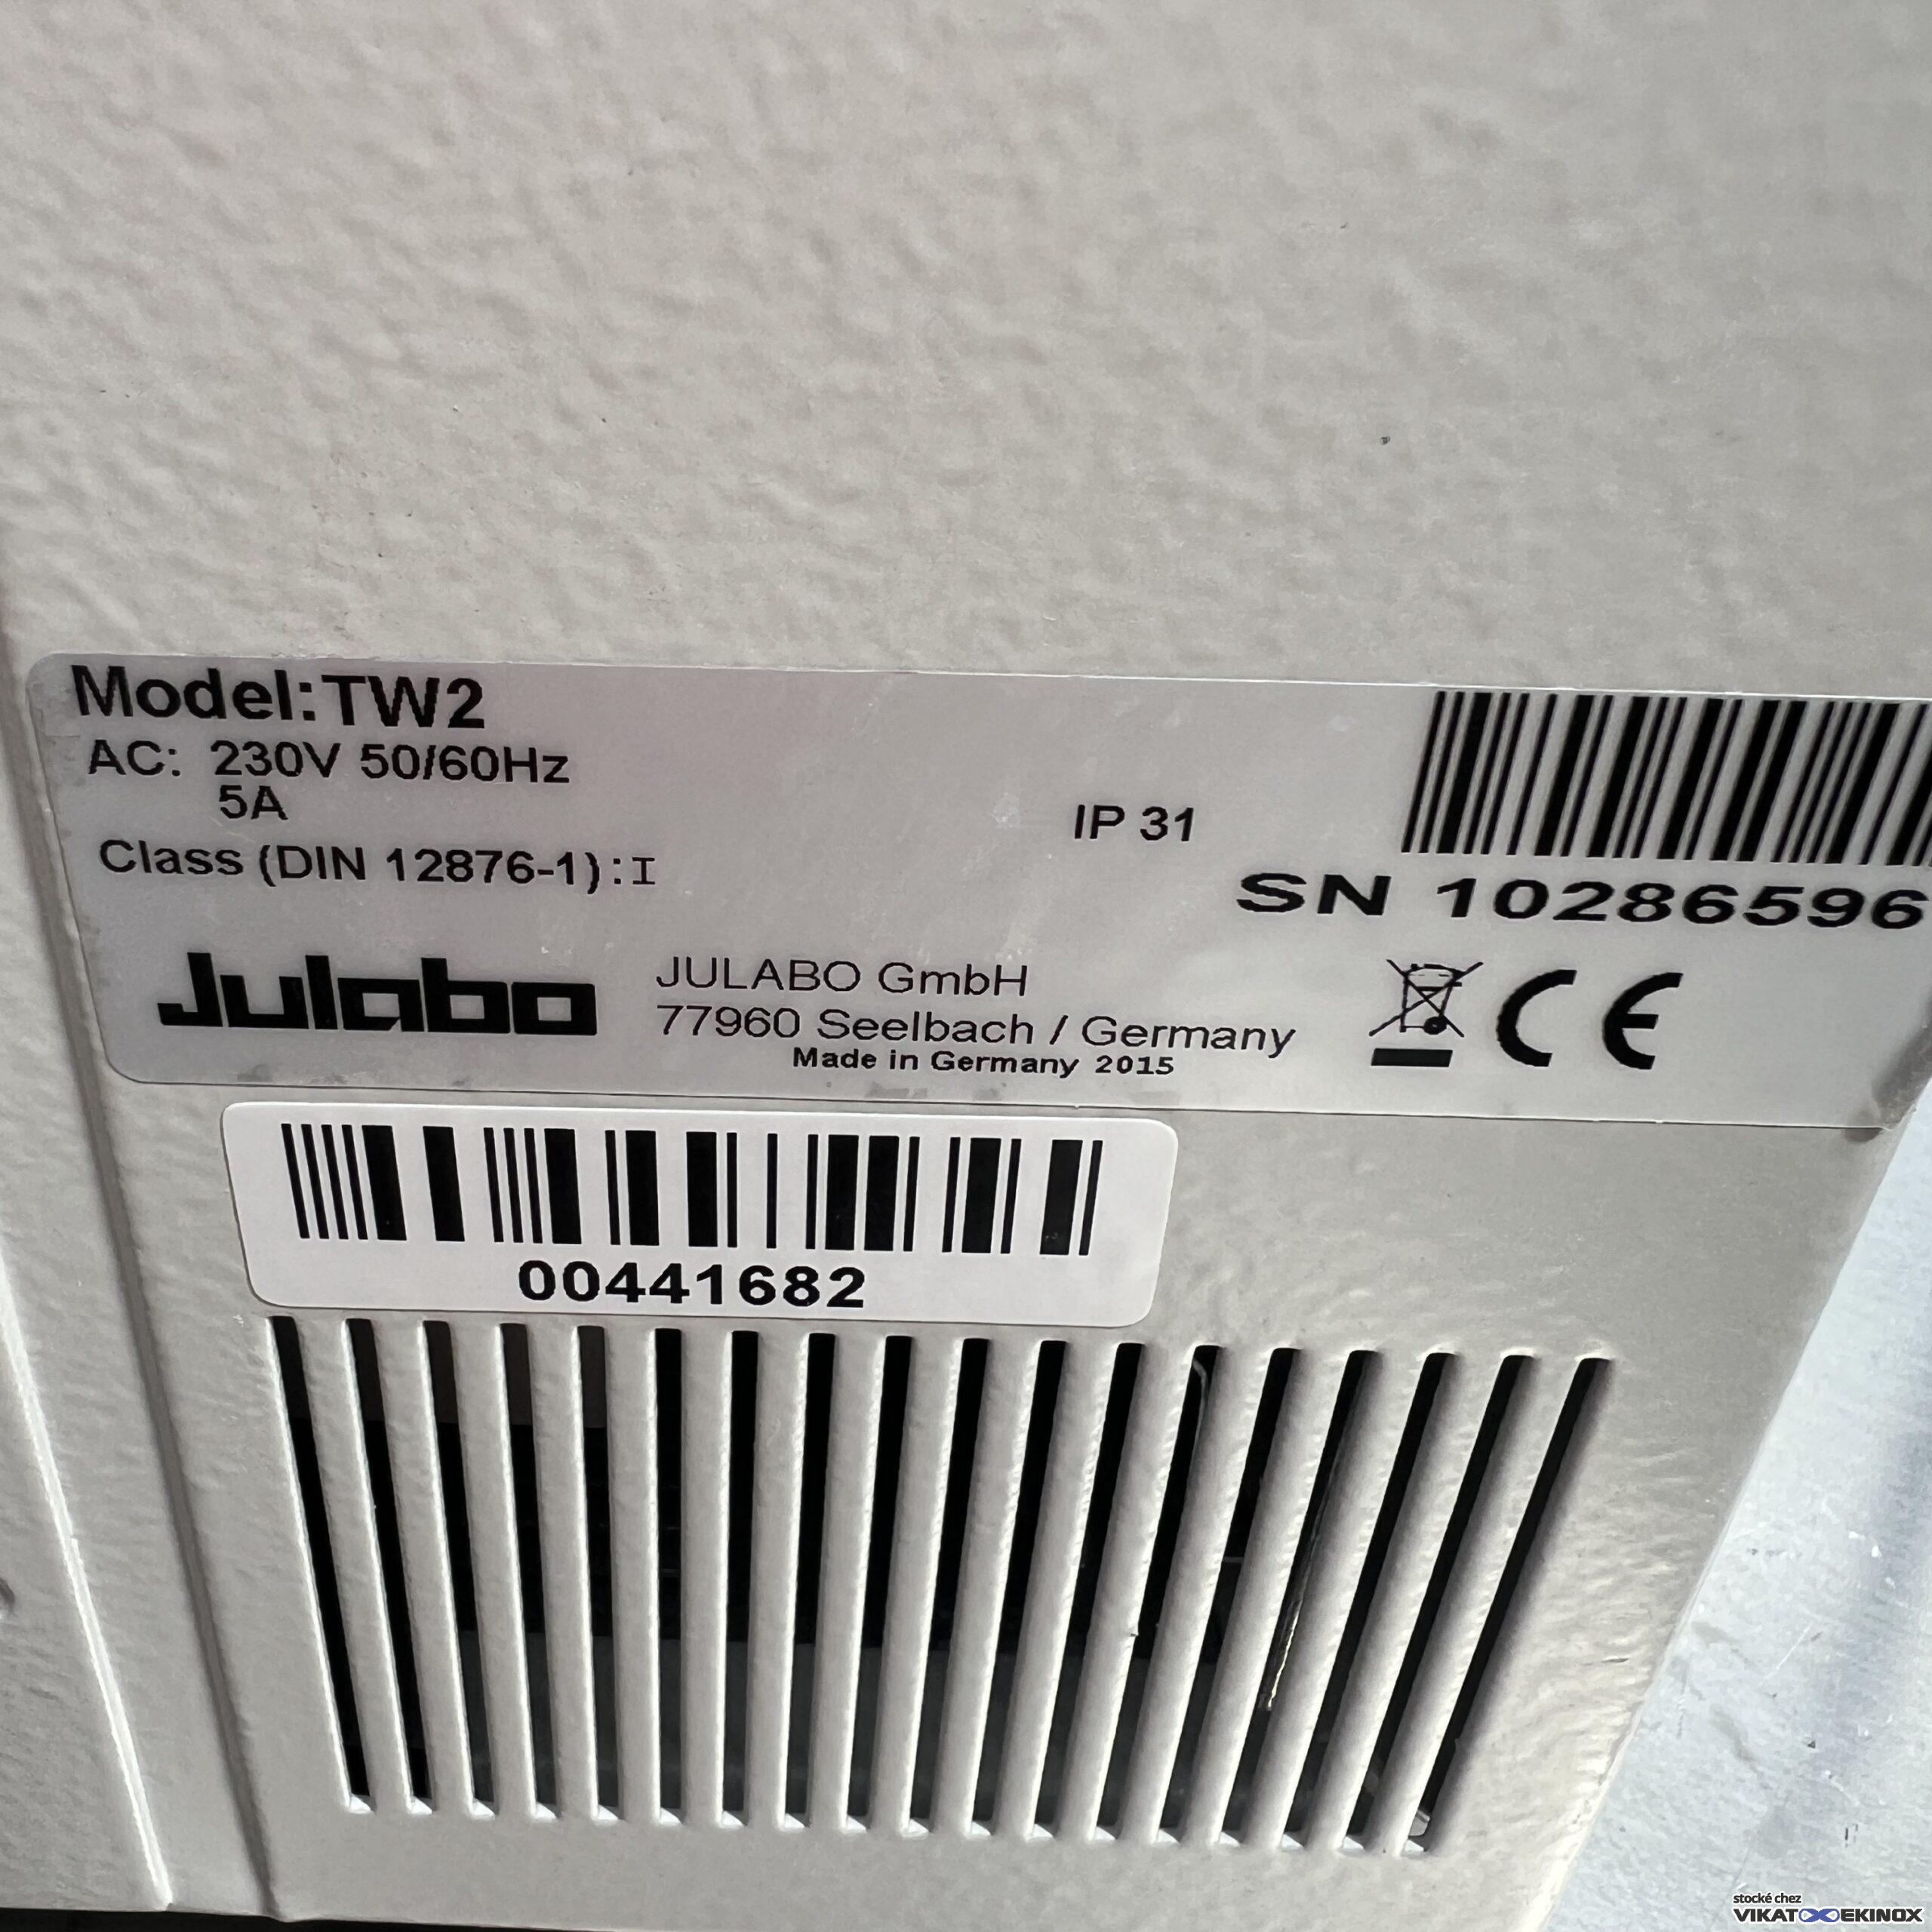 Model:TW2
AC: 230V 50/60Hz
5A
IP 31
Class (DIN 12876-1):I
SN 10286596
Julabo
JULABO GmbH
77960 Seelbach / Germany
Made in Germany 2015
CE
00441682
stocké chez
VIKAT EKINOX